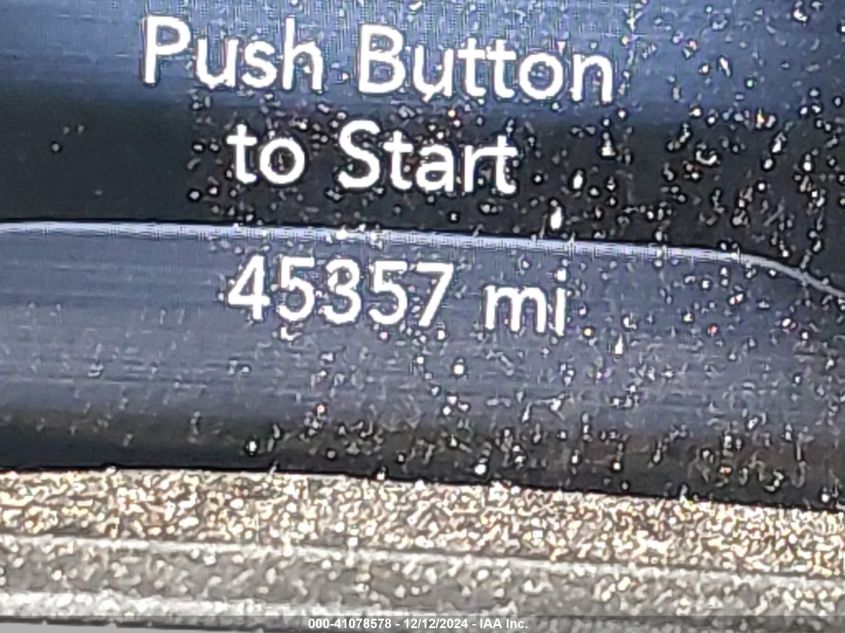 Push Button
to Start
45357 mi
000-41078578 - 12/12/2024 - IAA Inc.